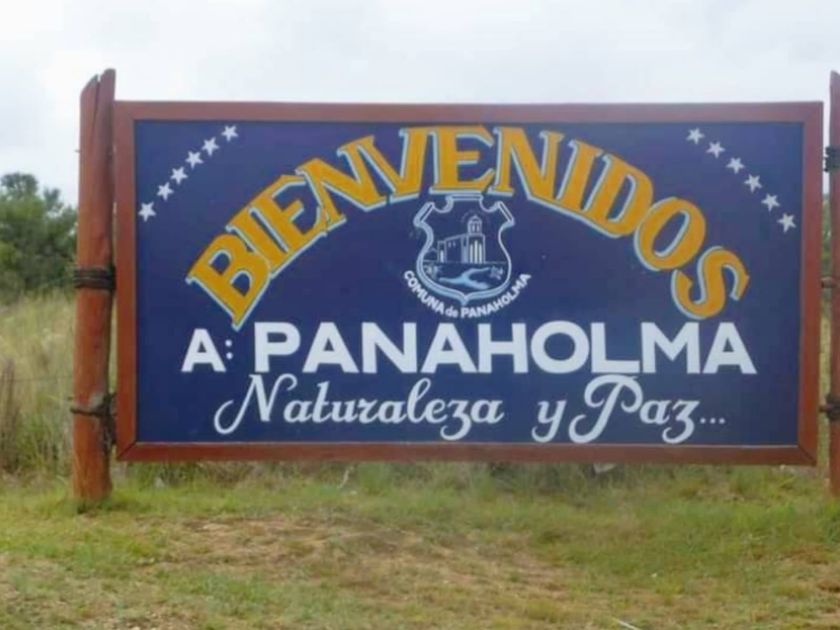 BIENVENIDOS
COMUNA de PANAHOLMA
A: PANAHOLMA
Naturaleza y Paz...